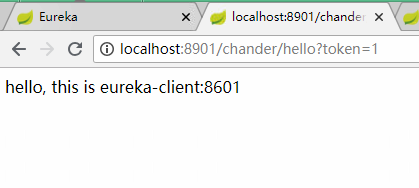 Eureka
localhost:8901/chander
localhost:8901/chander/hello?token=1
hello, this is eureka-client:8601